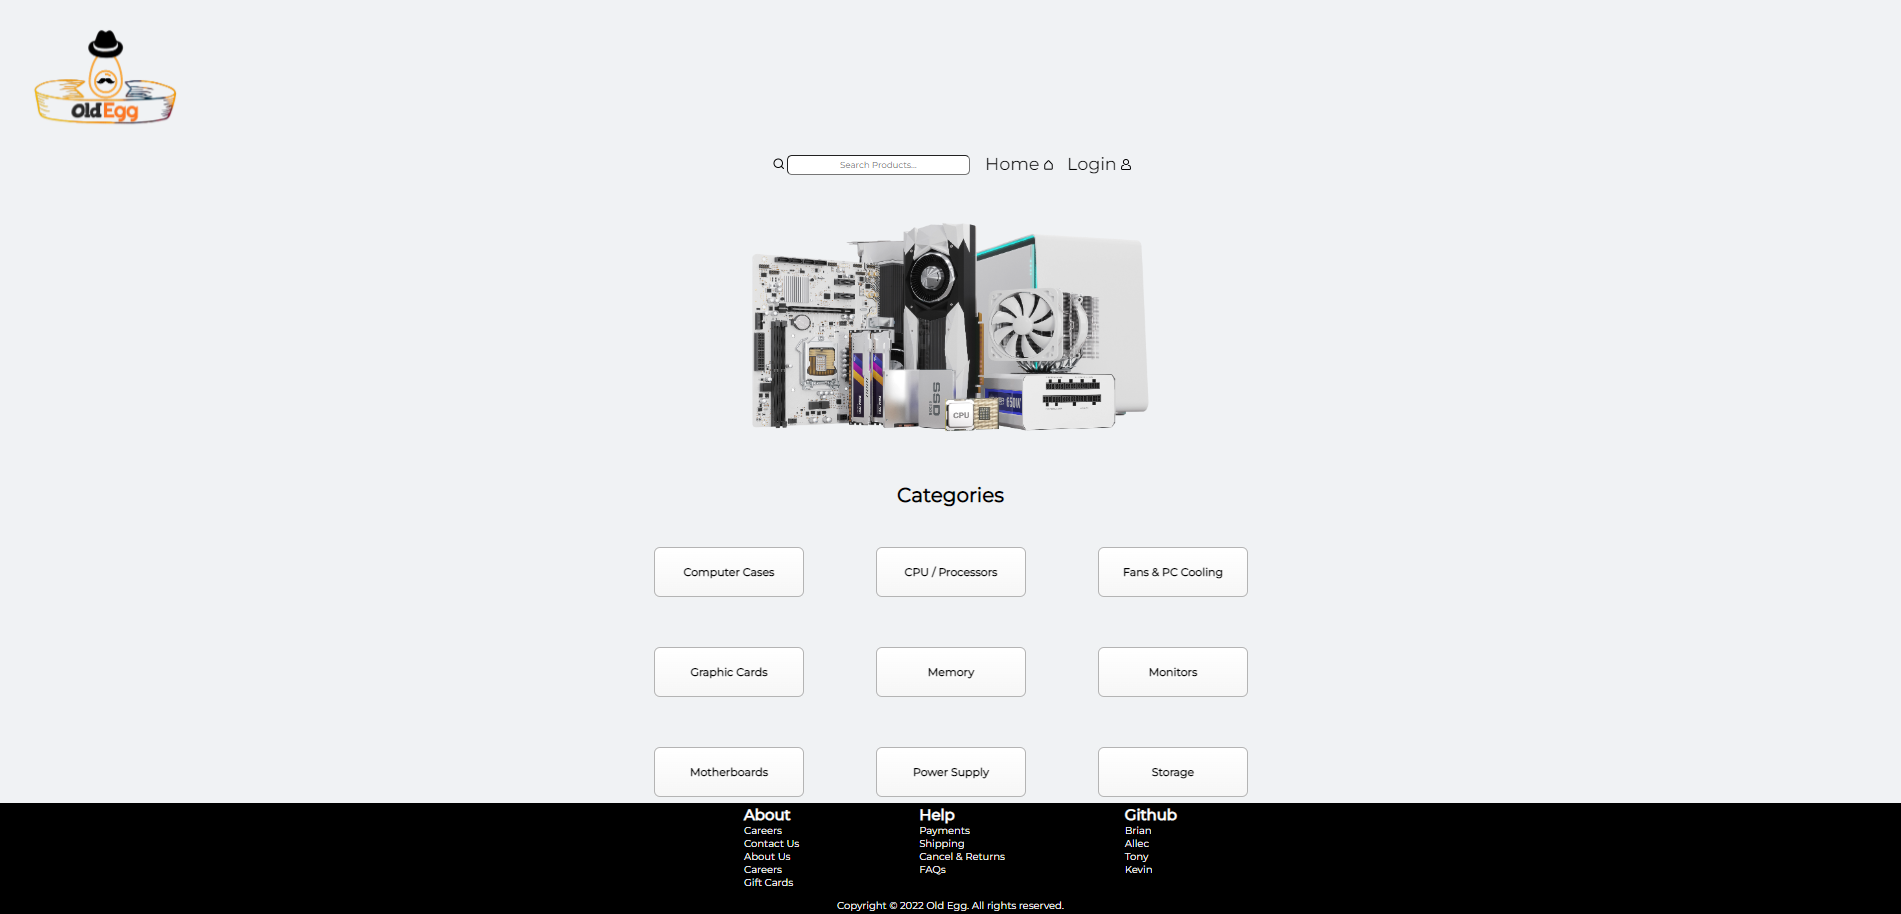 Old Egg
Search Products...
Home
Login
SSD
CPU
650W
Categories
Computer Cases
CPU / Processors
Fans & PC Cooling
Graphic Cards
Memory
Monitors
Motherboards
Power Supply
Storage
About
Careers
Contact Us
About Us
Careers
Gift Cards
Help
Payments
Shipping
Cancel & Returns
FAQs
Github
Brian
Allec
Tony
Kevin
Copyright © 2022 Old Egg. All rights reserved.